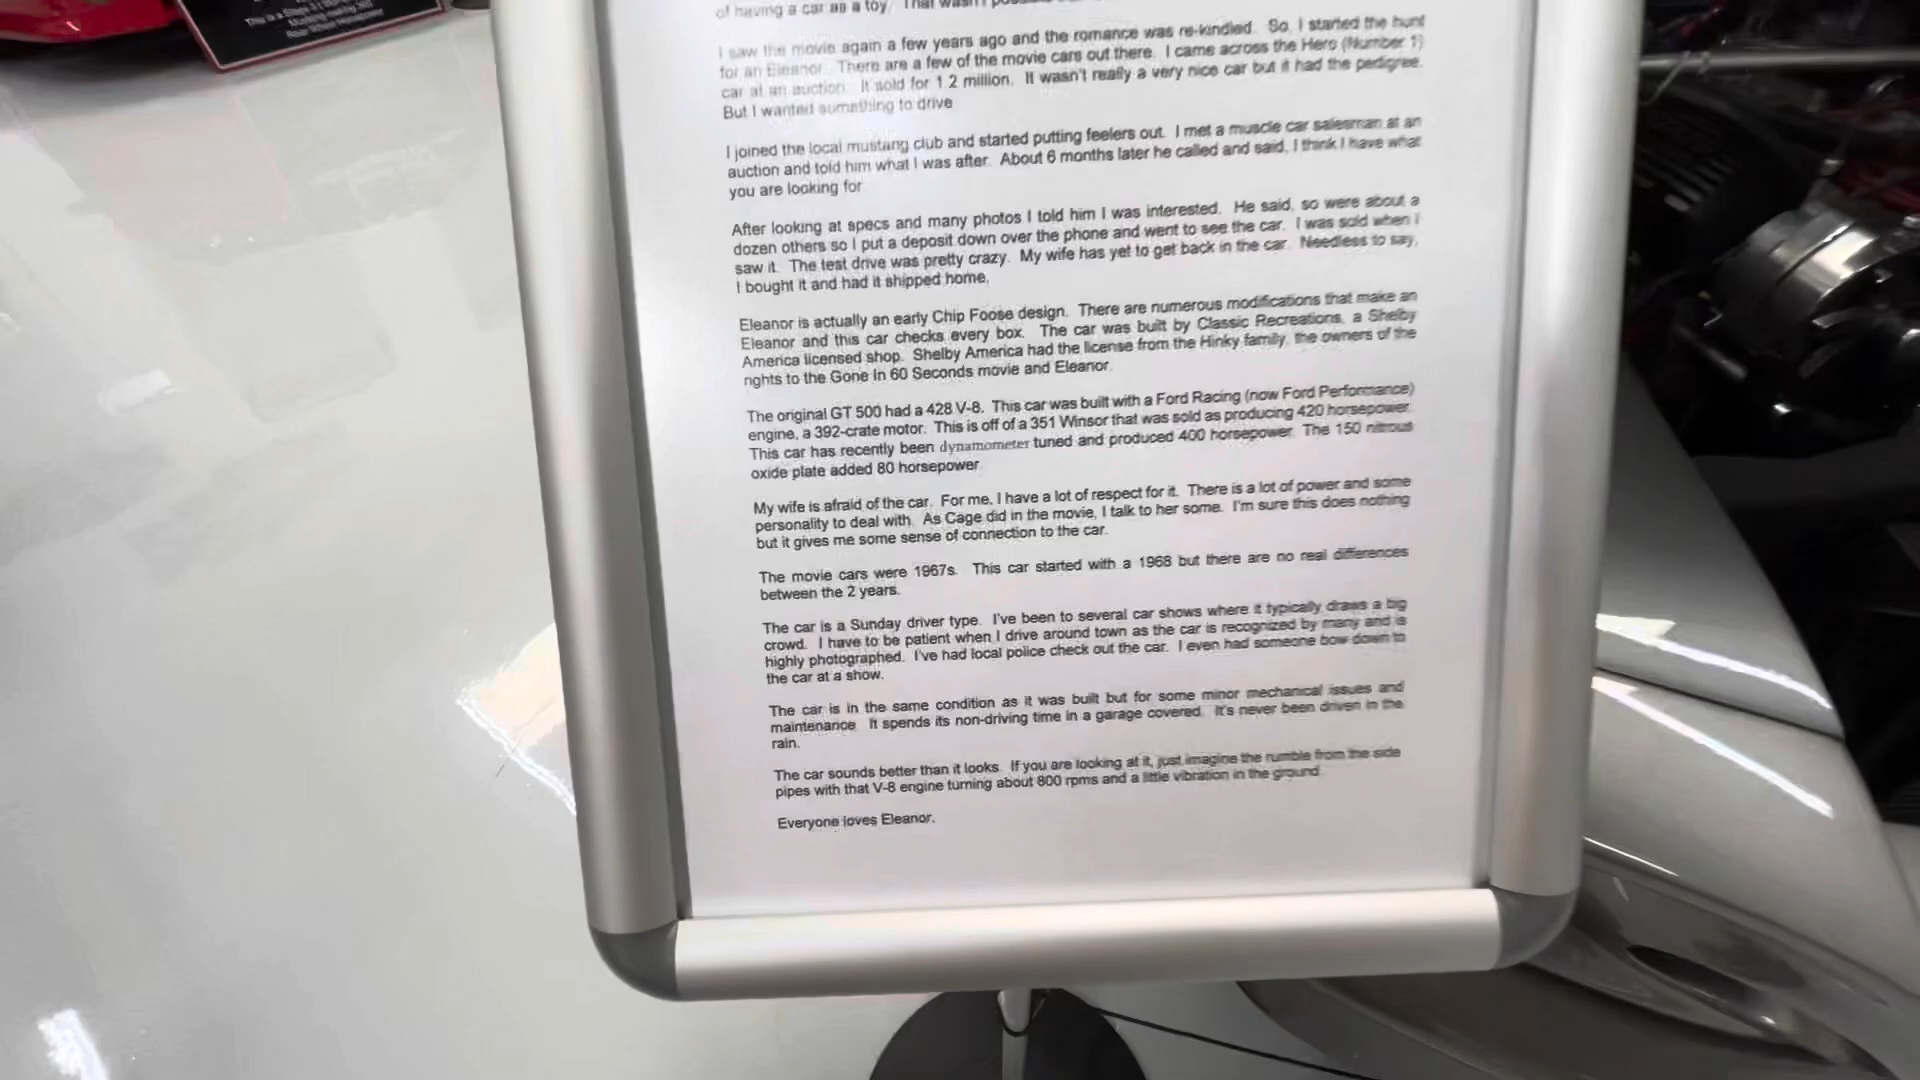 This is a
of having a car as a toy. That wasn't
I saw the movie again a few years ago and the romance was re-kindled. So, I started the hunt
for an Eleanor. There are a few of the movie cars out there. I came across the Hero (Number 1)
car at an auction. It sold for 1.2 million. It wasn't really a very nice car but it had the pedigree.
But I wanted something to drive
I joined the local mustang club and started putting feelers out. I met a muscle car salesman at an
auction and told him what I was after. About 6 months later he called and said, I think I have what
you are looking for
After looking at specs and many photos I told him I was interested. He said, so were about a
dozen others so I put a deposit down over the phone and went to see the car. I was sold when I
saw it. The test drive was pretty crazy. My wife has yet to get back in the car. Needless to say,
I bought it and had it shipped home.
Eleanor is actually an early Chip Foose design. There are numerous modifications that make an
Eleanor and this car checks every box. The car was built by Classic Recreations, a Shelby
America licensed shop. Shelby America had the license from the Hinky family, the owners of the
rights to the Gone In 60 Seconds movie and Eleanor.
The original GT 500 had a 428 V-8. This car was built with a Ford Racing (now Ford Performance)
engine, a 392-crate motor. This is off of a 351 Winsor that was sold as producing 420 horsepower.
This car has recently been dynamometer tuned and produced 400 horsepower. The 150 nitrous
oxide plate added 80 horsepower
My wife is afraid of the car. For me, I have a lot of respect for it. There is a lot of power and some
personality to deal with. As Cage did in the movie, I talk to her some. I'm sure this does nothing
but it gives me some sense of connection to the car.
The movie cars were 1967s. This car started with a 1968 but there are no real differences
between the 2 years.
The car is a Sunday driver type. I've been to several car shows where it typically draws a big
crowd. I have to be patient when I drive around town as the car is recognized by many and is
highly photographed. I've had local police check out the car. I even had someone bow down to
the car at a show.
The car is in the same condition as it was built but for some minor mechanical issues and
maintenance. It spends its non-driving time in a garage covered. It's never been driven in the
rain.
The car sounds better than it looks. If you are looking at it, just imagine the rumble from the side
pipes with that V-8 engine turning about 800 rpms and a little vibration in the ground
Everyone loves Eleanor.